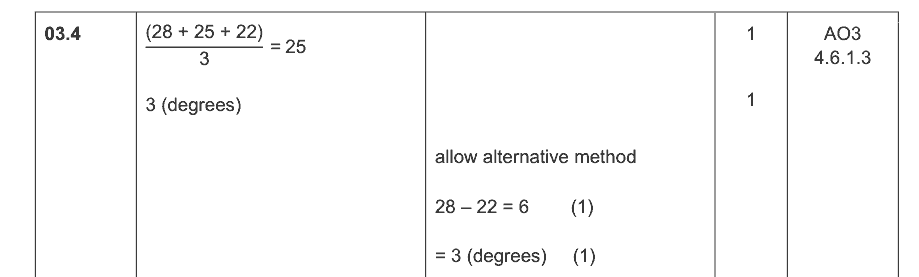 03.4
(28 + 25 + 22)
3
= 25
1
AO3
4.6.1.3
3 (degrees)
1
allow alternative method
28 – 22 = 6 (1)
= 3 (degrees) (1)